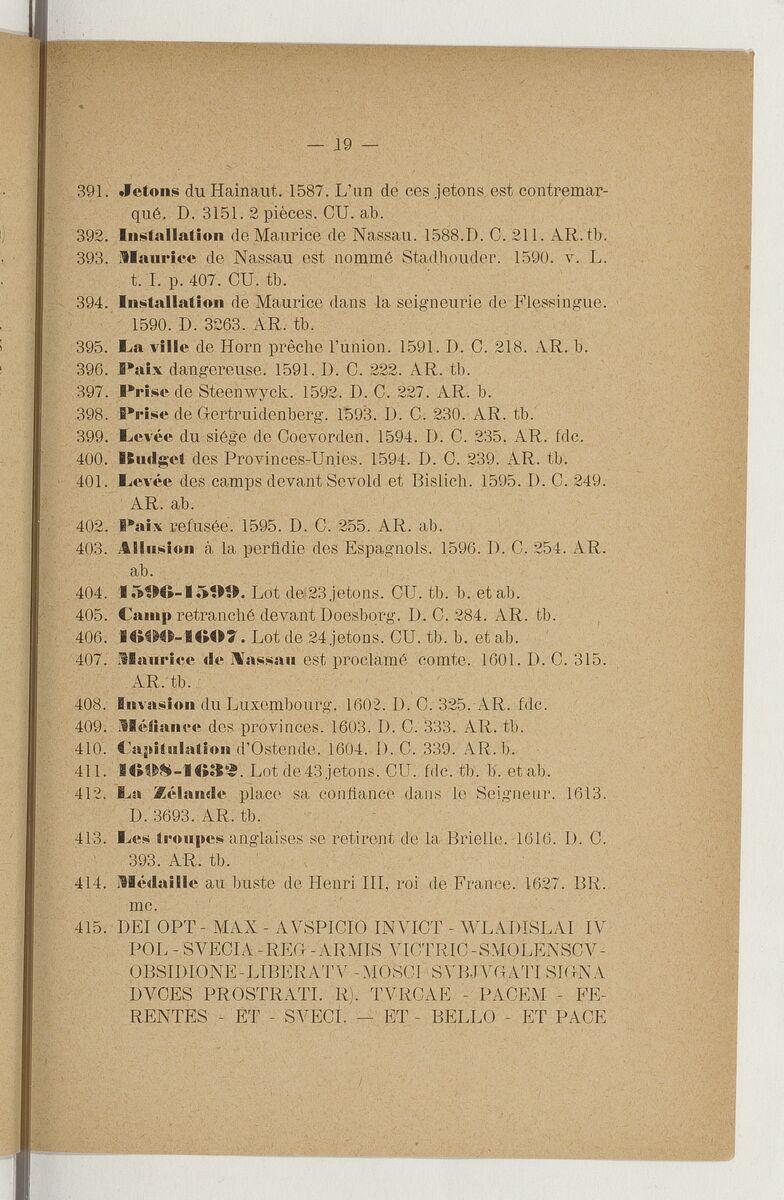 — 19 —
391. Jetons du Hainaut. 1587. L'un de ces jetons est contremar-
qué. D. 3151. 2 pièces. CU. ab.
392. Installation de Maurice de Nassau. 1588. D. C. 211. AR. tb.
393. Maurice de Nassau est nommé Stadhouder. 1590. v. L.
t. I. p. 407. CU. tb.
394. Installation de Maurice dans la seigneurie de Flessingue.
1590. D. 3263. AR. tb.
395. La ville de Horn prêche l'union. 1591. D. C. 218. AR. b.
396. Paix dangereuse. 1591. D. C. 222. AR. tb.
397. Prise de Steenwyck. 1592. D. C. 227. AR. b.
398. Prise de Gertruidenberg. 1593. D. C. 230. AR. tb.
399. Levée du siége de Coevorden. 1594. D. C. 235. AR. fdc.
400. Budget des Provinces-Unies. 1594. D. C. 239. AR. tb.
401. Levée des camps devant Sevold et Bislich. 1595. D. C. 249.
AR. ab.
402. Paix refusée. 1595. D. C. 255. AR. ab.
403. Allusion à la perfidie des Espagnols. 1596. D. C. 254. AR.
ab.
404. 1596-1599. Lot de 23 jetons. CU. tb. b. et ab.
405. Camp retranché devant Doesborg. D. C. 284. AR. tb.
406. 1600-1607. Lot de 24 jetons. CU. tb. b. et ab.
407. Maurice de Nassau est proclamé comte. 1601. D. C. 315.
AR. tb.
408. Invasion du Luxembourg. 1602. D. C. 325. AR. fdc.
409. Méfiance des provinces. 1603. D. C. 333. AR. tb.
410. Capitulation d'Ostende. 1604. D. C. 339. AR. b.
411. 1608-1632. Lot de 43 jetons. CU. fdc. tb. b. et ab.
412. La Zélande place sa confiance dans le Seigneur. 1613.
D. 3693. AR. tb.
413. Les troupes anglaises se retirent de la Brielle. 1616. D. C.
393. AR. tb.
414. Médaille au buste de Henri III, roi de France. 1627. BR.
mc.
415. DEI OPT - MAX - AVSPICIO INVICT - WLADISLAI IV
POL - SVECIA - REG - ARMIS VICTRIC - SMOLENSCV -
OBSIDIONE - LIBERATV - MOSCI SVBJVGATI SIGNA
DVCES PROSTRATI. R). TVRCAE - PACEM - FE-
RENTES - ET - SVECI. — ET - BELLO - ET PACE